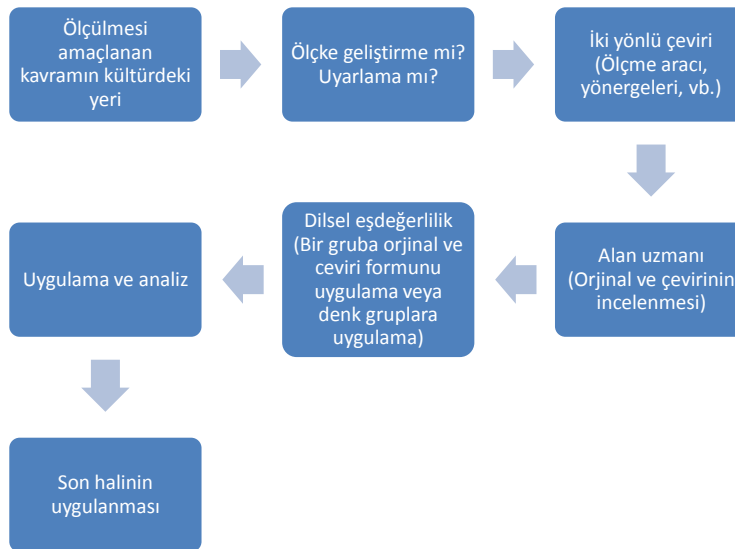 Ölçülmesi
amaçlanan
kavramın kültürdeki
yeri
Ölçke geliştirme mi?
Uyarlama mı?
İki yönlü çeviri
(Ölçme aracı,
yönergeleri, vb.)
Alan uzmanı
(Orjinal ve çevirinin
incelenmesi)
Dilsel eşdeğerlilik
(Bir gruba orjinal ve
ceviri formunu
uygulama veya
denk gruplara
uygulama)
Uygulama ve analiz
Son halinin
uygulanması